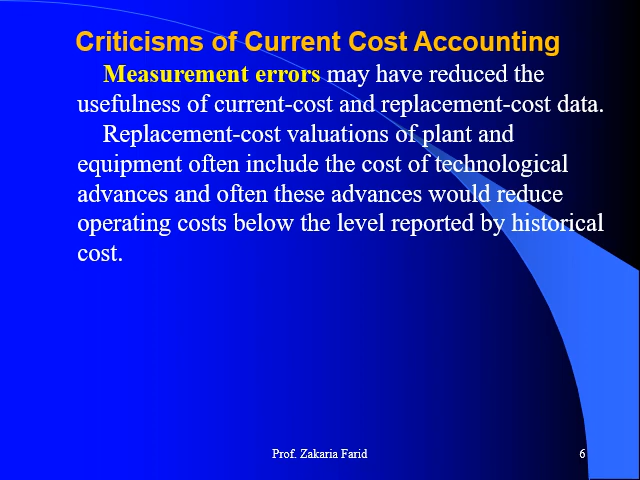 Criticisms of Current Cost Accounting
Measurement errors may have reduced the
usefulness of current-cost and replacement-cost data.
Replacement-cost valuations of plant and
equipment often include the cost of technological
advances and often these advances would reduce
operating costs below the level reported by historical
cost.
Prof. Zakaria Farid
6